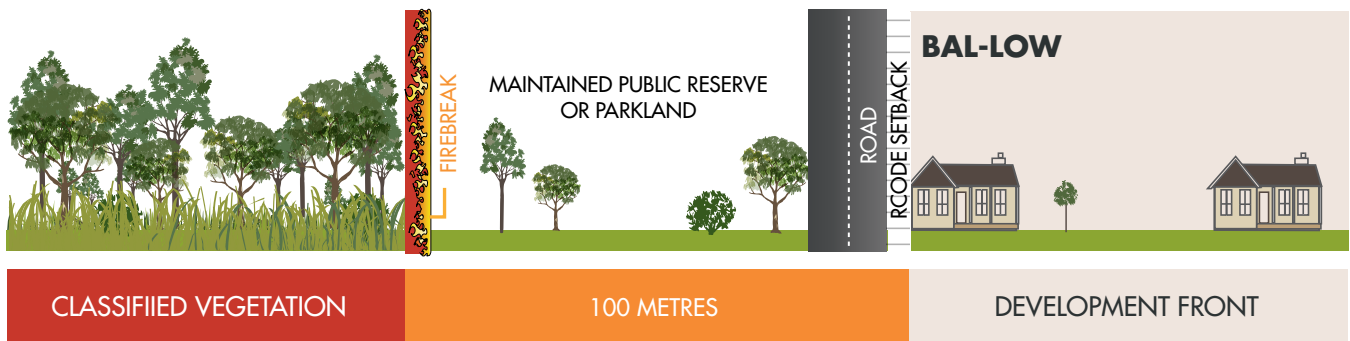 FIREBREAK
MAINTAINED PUBLIC RESERVE
OR PARKLAND
ROAD
RCODE SETBACK
BAL-LOW
CLASSIFIIED VEGETATION
100 METRES
DEVELOPMENT FRONT